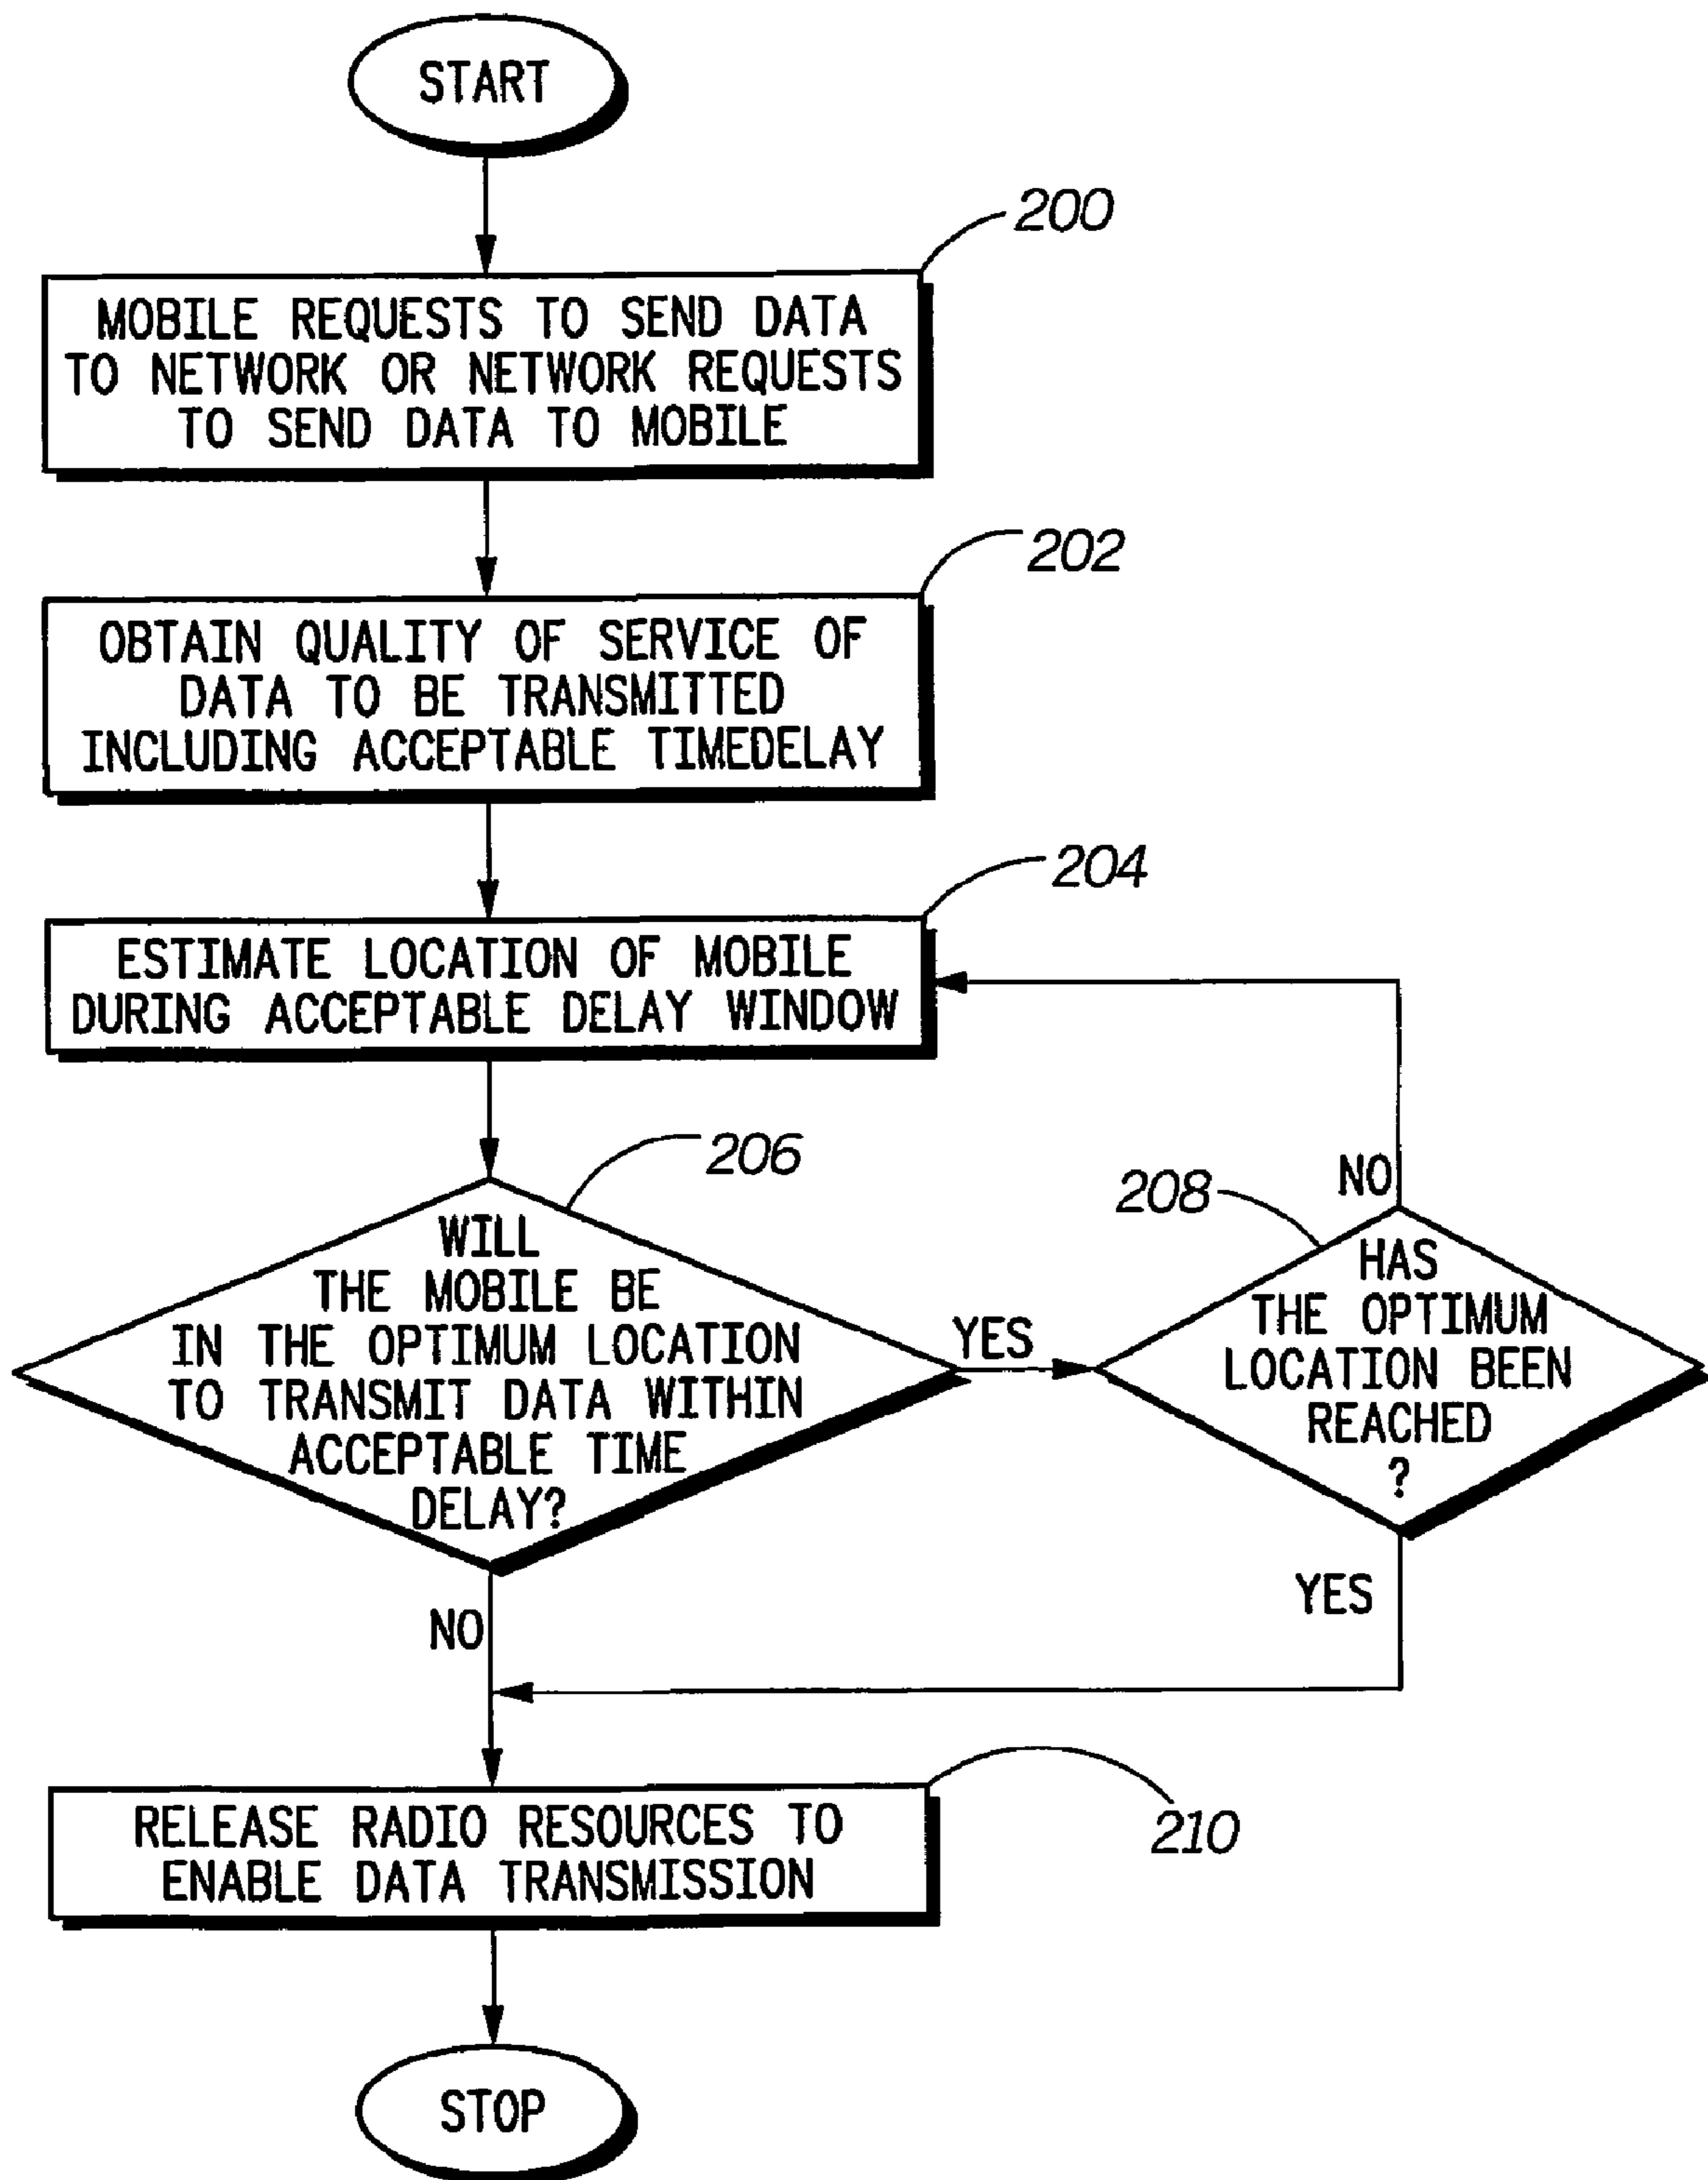 START
200
MOBILE REQUESTS TO SEND DATA
TO NETWORK OR NETWORK REQUESTS
TO SEND DATA TO MOBILE
202
OBTAIN QUALITY OF SERVICE OF
DATA TO BE TRANSMITTED
INCLUDING ACCEPTABLE TIMEDELAY
204
ESTIMATE LOCATION OF MOBILE
DURING ACCEPTABLE DELAY WINDOW
206
WILL
THE MOBILE BE
IN THE OPTIMUM LOCATION
TO TRANSMIT DATA WITHIN
ACCEPTABLE TIME
DELAY?
YES
NO
208
NO
HAS
THE OPTIMUM
LOCATION BEEN
REACHED
?
YES
210
RELEASE RADIO RESOURCES TO
ENABLE DATA TRANSMISSION
STOP